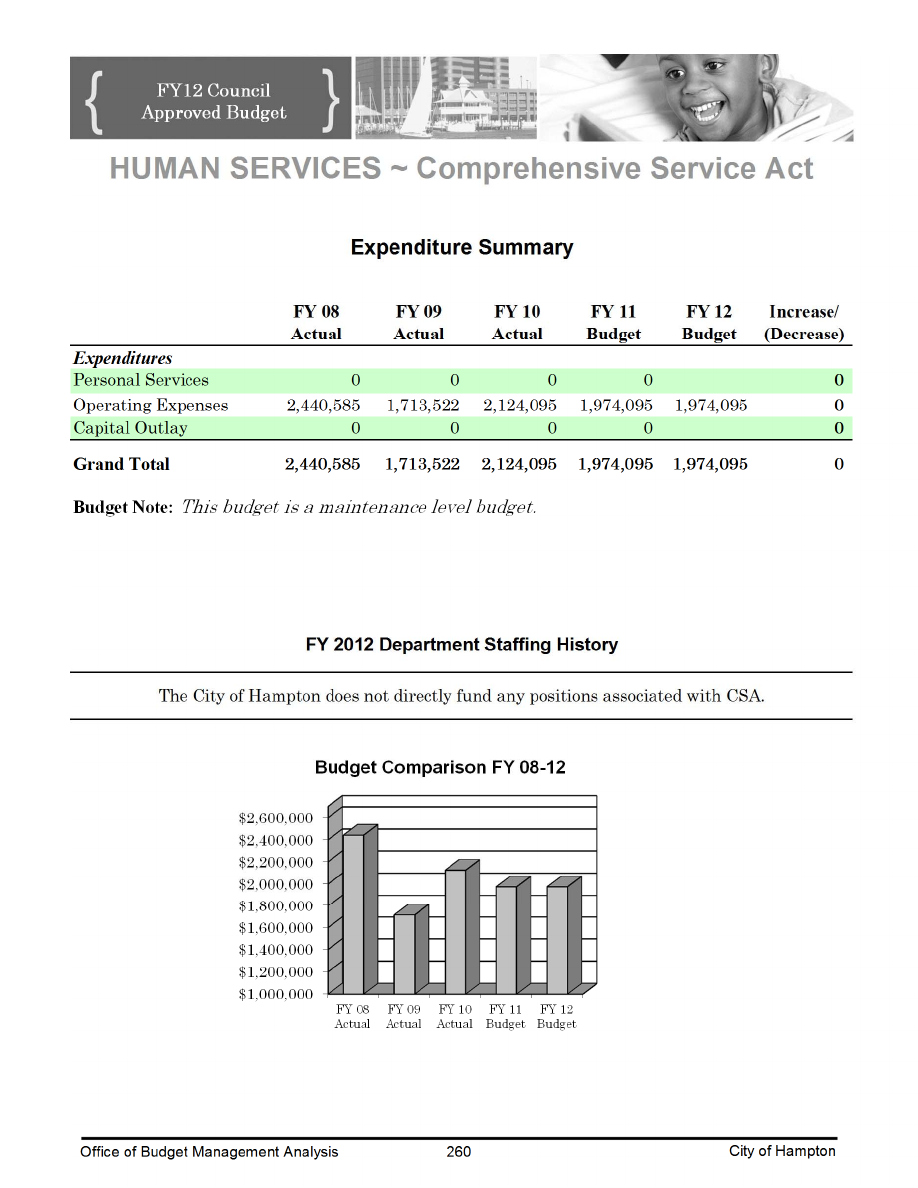 FY12 Council
Approved Budget
HUMAN SERVICES ~ Comprehensive Service Act
Expenditure Summary
FY 08 FY 09 FY 10 FY 11 FY 12 Increase/
Actual Actual Actual Budget Budget (Decrease)
Expenditures
Personal Services 0 0 0 0 0
Operating Expenses 2,440,585 1,713,522 2,124,095 1,974,095 1,974,095 0
Capital Outlay 0 0 0 0 0
Grand Total 2,440,585 1,713,522 2,124,095 1,974,095 1,974,095 0
Budget Note: This budget is a maintenance level budget.
FY 2012 Department Staffing History
The City of Hampton does not directly fund any positions associated with CSA.
Budget Comparison FY 08-12
$2,600,000
$2,400,000
$2,200,000
$2,000,000
$1,800,000
$1,600,000
$1,400,000
$1,200,000
$1,000,000
FY 08 FY 09 FY 10 FY 11 FY 12
Actual Actual Actual Budget Budget
Office of Budget Management Analysis 260 City of Hampton